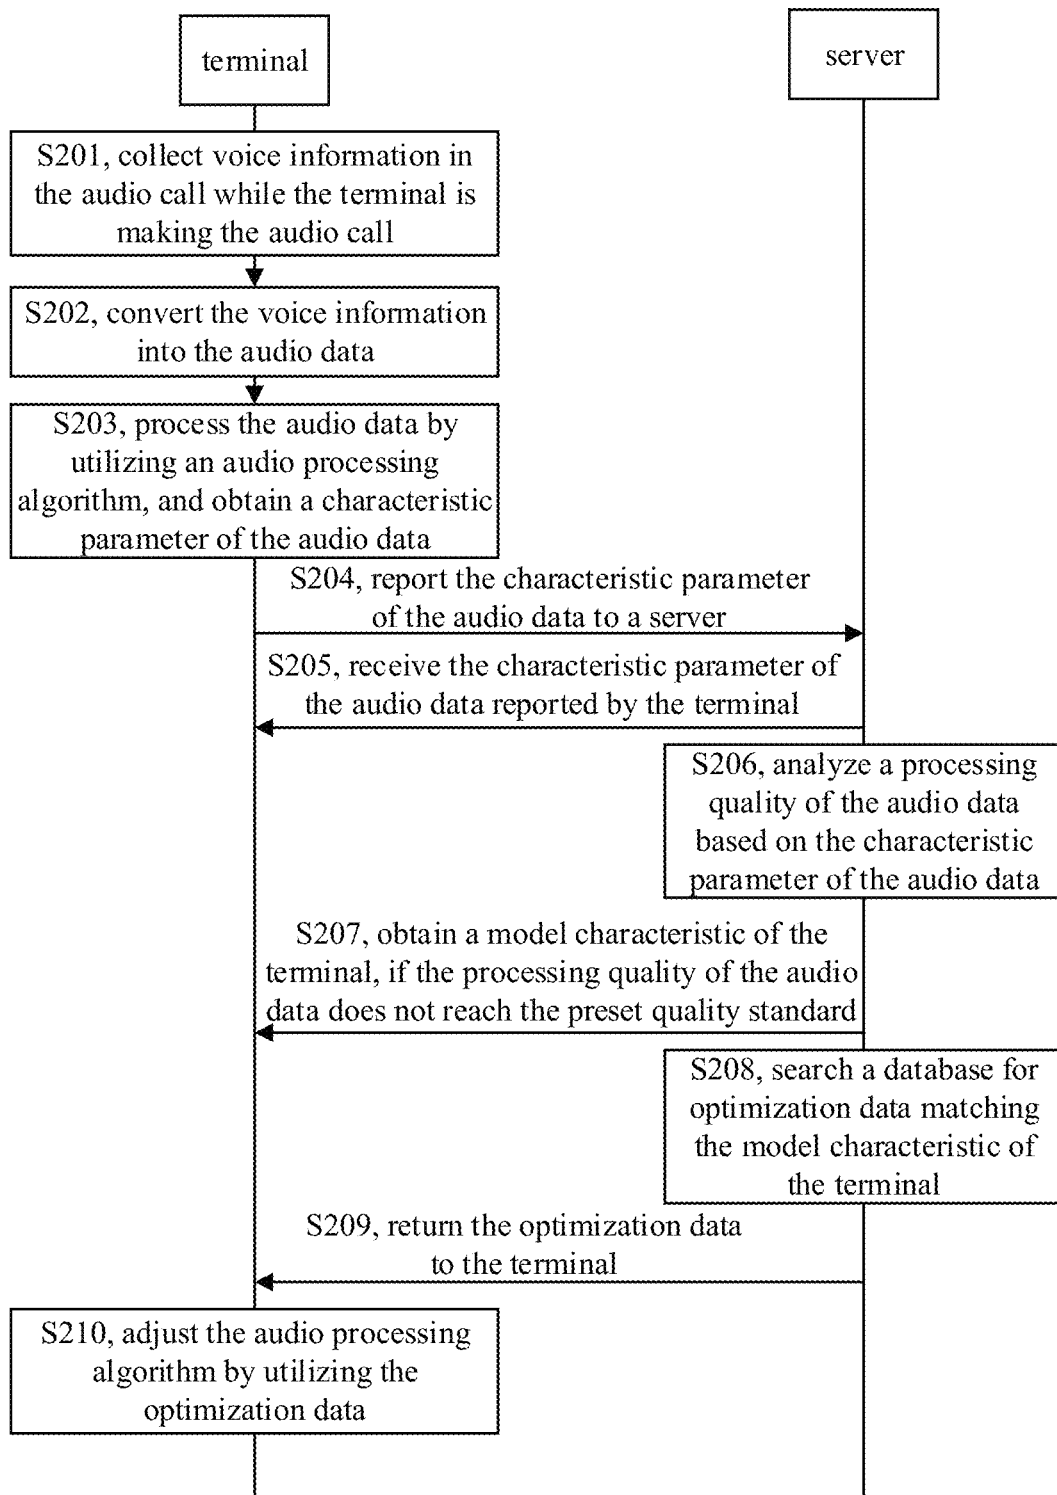 terminal
server
S201, collect voice information in
the audio call while the terminal is
making the audio call
S202, convert the voice information
into the audio data
S203, process the audio data by
utilizing an audio processing
algorithm, and obtain a characteristic
parameter of the audio data
S204, report the characteristic parameter
of the audio data to a server
S205, receive the characteristic parameter of
the audio data reported by the terminal
S206, analyze a processing
quality of the audio data
based on the characteristic
parameter of the audio data
S207, obtain a model characteristic of the
terminal, if the processing quality of the audio
data does not reach the preset quality standard
S208, search a database for
optimization data matching
the model characteristic of
the terminal
S209, return the optimization data
to the terminal
S210, adjust the audio processing
algorithm by utilizing the
optimization data